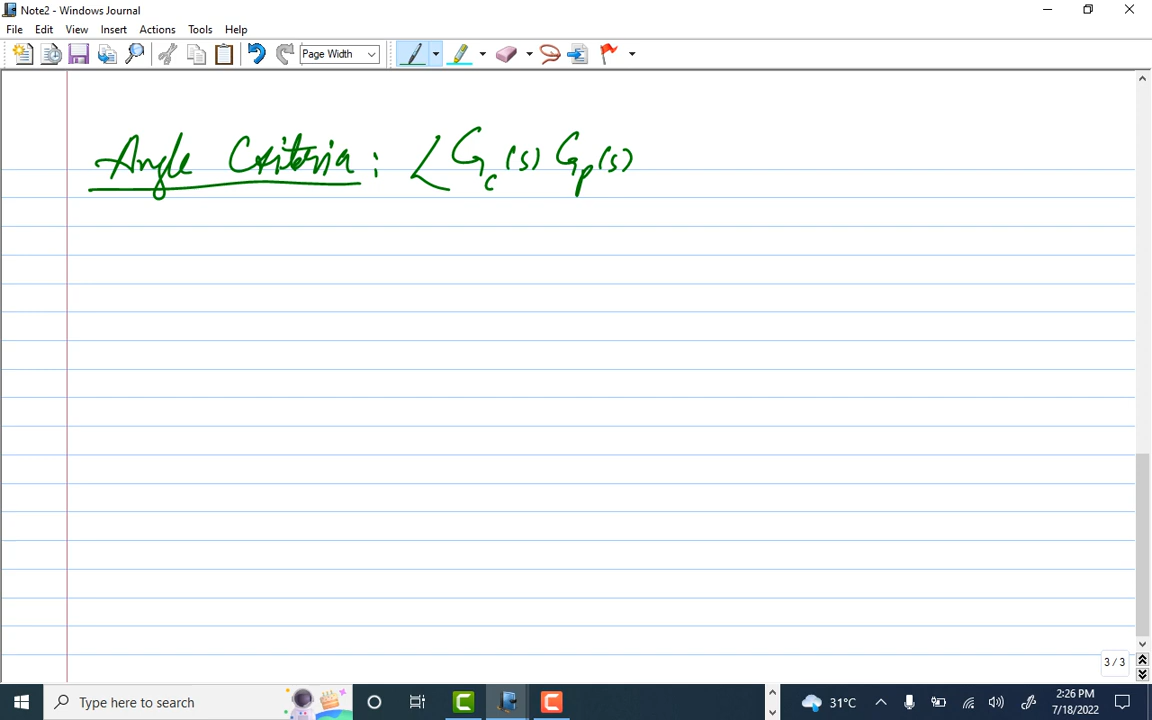 Note2 - Windows Journal
File Edit View Insert Actions Tools Help
Page Width
Angle Criteria : ∠ Gc(s) Gp(s)
3 / 3
Type here to search
31°C
2:26 PM
7/18/2022